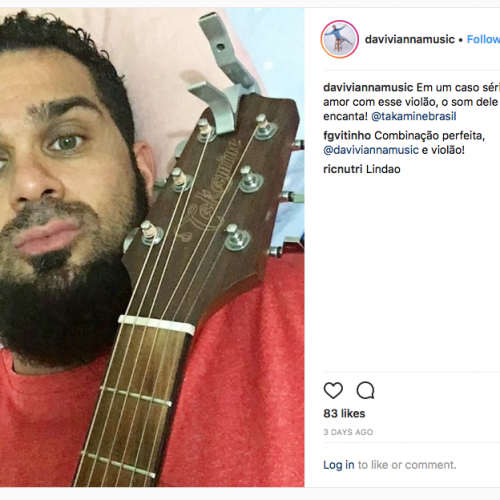 Takamine
daviviannamusic • Follow
daviviannamusic Em um caso séri
amor com esse violão, o som dele
encanta! @takaminebrasil
fgvitinho Combinação perfeita,
@daviviannamusic e violão!
ricnutri Lindao
83 likes
3 DAYS AGO
Log in to like or comment.